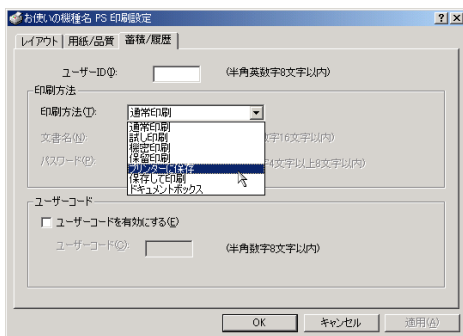 お使いの機種名 PS 印刷設定
レイアウト 用紙/品質 蓄積/履歴
ユーザーID(I): (半角英数字8文字以内)
印刷方法
印刷方法(T): 通常印刷
通常印刷
試し印刷
機密印刷
保留印刷
プリンターに保存
保存して印刷
ドキュメントボックス
文書名(N): 数字16文字以内)
パスワード(P): 字4文字以上8文字以内)
ユーザーコード
ユーザーコードを有効にする(E)
ユーザーコード(C): (半角数字8文字以内)
OK キャンセル 適用(A)